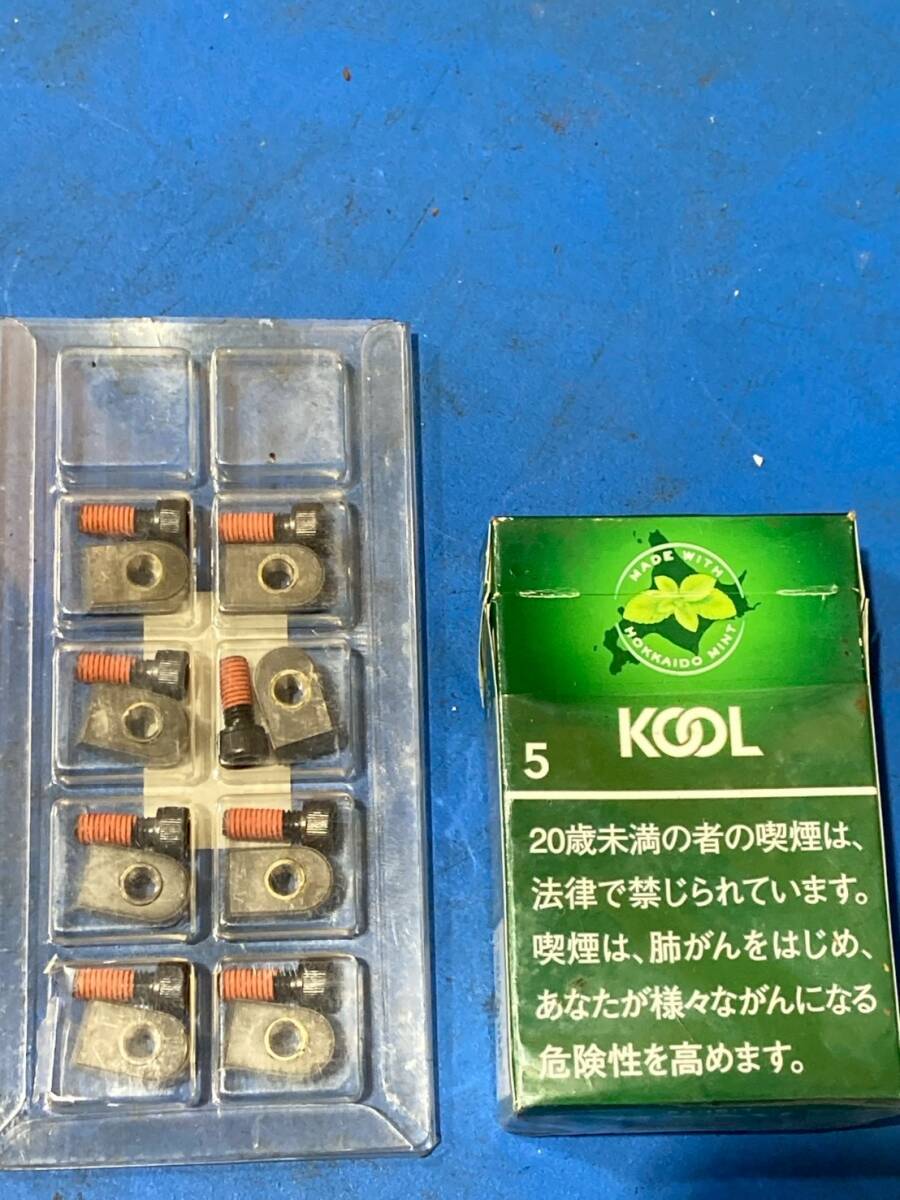 MADE WITH
HOKKAIDO MINT
KOOL
5
20歳未満の者の喫煙は、
法律で禁じられています。
喫煙は、肺がんをはじめ、
あなたが様々ながんになる
危険性を高めます。